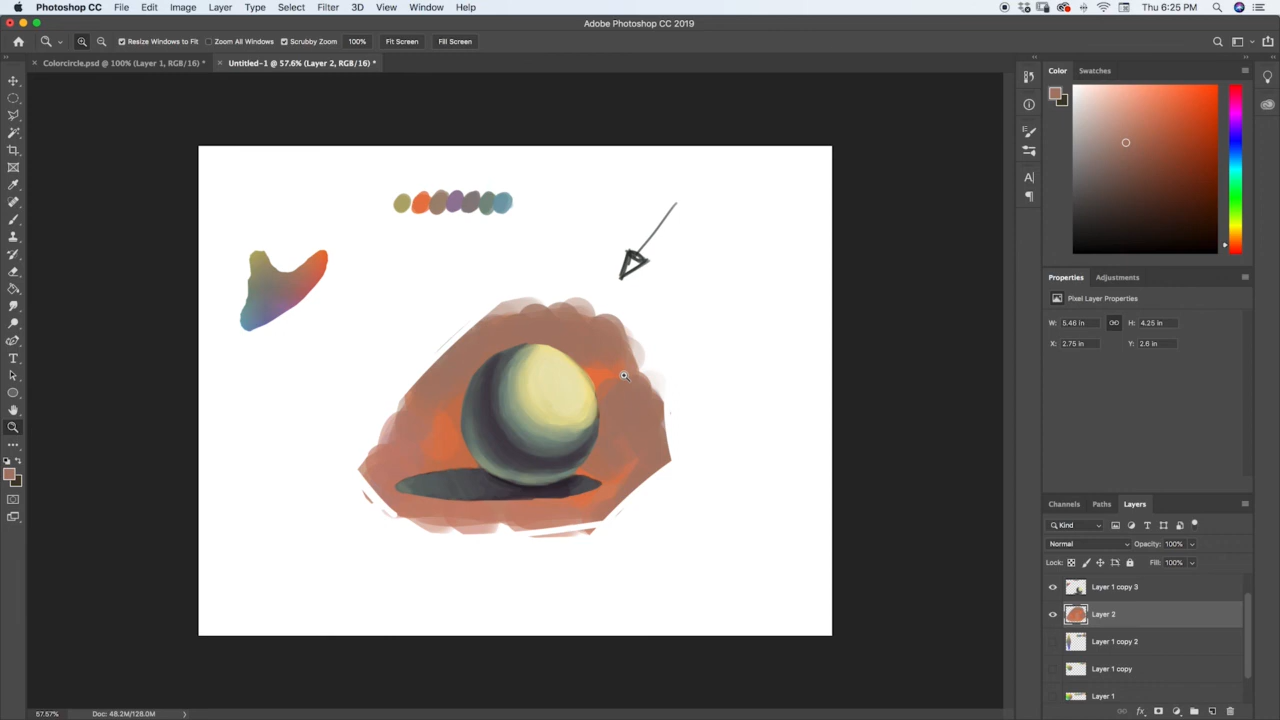 Photoshop CC File Edit Image Layer Type Select Filter 3D View Window Help Thu 6:25 PM
Adobe Photoshop CC 2019
Resize Windows to Fit Zoom All Windows Scrubby Zoom 100% Fit Screen Fill Screen
Colorcircle.psd @ 100% (Layer 1, RGB/16) * Untitled-1 @ 57.6% (Layer 2, RGB/16) *
Color Swatches
Properties Adjustments
Pixel Layer Properties
W: 5.46 in H: 4.25 in
X: 2.75 in Y: 2.6 in
Channels Paths Layers
Kind
Normal Opacity: 100%
Lock: Fill: 100%
Layer 1 copy 3
Layer 2
Layer 1 copy 2
Layer 1 copy
Layer 1
57.57% Doc: 48.2M/128.0M